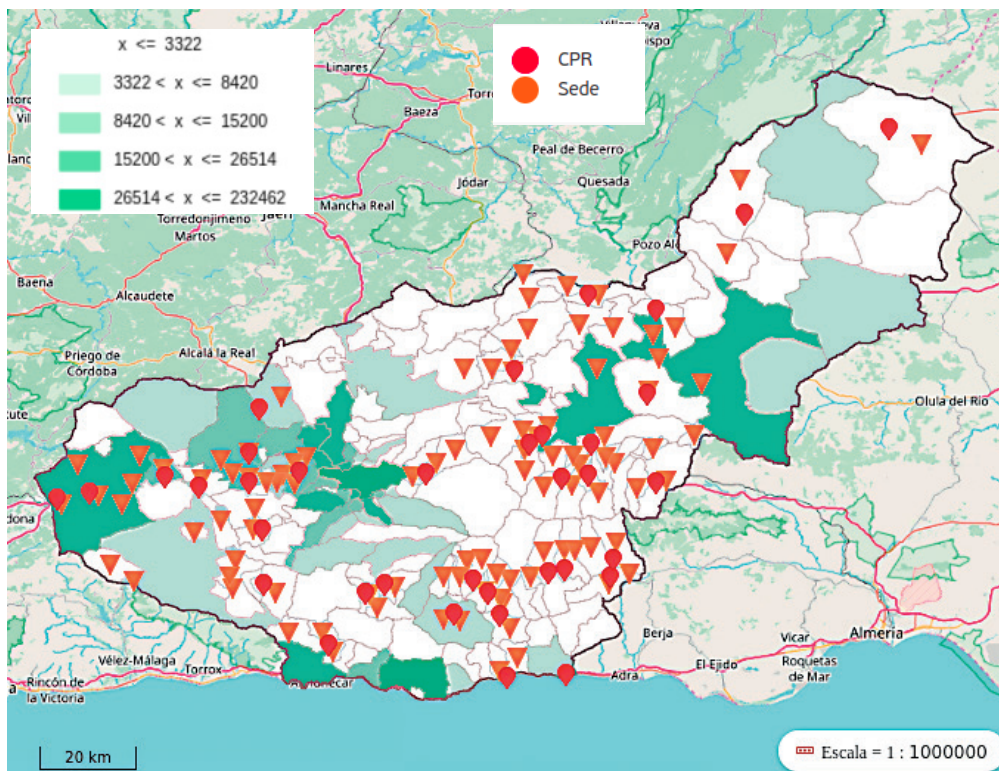 x <= 3322
3322 < x <= 8420
8420 < x <= 15200
15200 < x <= 26514
26514 < x <= 232462
CPR
Sede
Linares
Baeza
Torre
Peal de Becerro
Jódar
Quesada
Mancha Real
Torredonjimeno
Jaén
Martos
Pozo Al
Baena
Alcaudete
Priego de
Córdoba
Alcalá la Real
Olula del Río
Berja
Vícar
Almería
Vélez-Málaga
Torrox
El Ejido
Roquetas
de Mar
Adra
Rincón de
la Victoria
20 km
Escala = 1 : 1000000